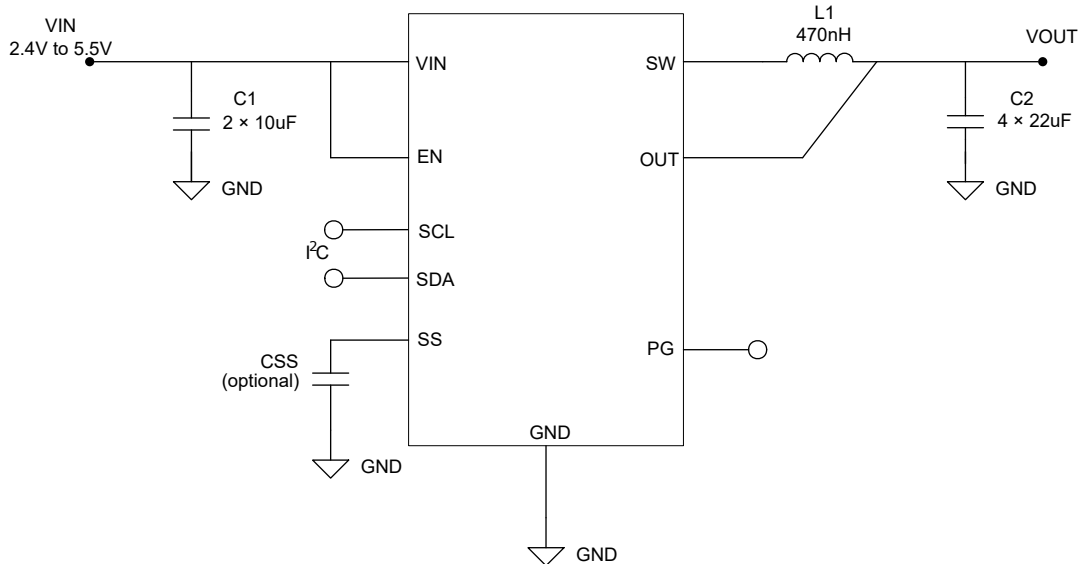 VIN
2.4V to 5.5V
C1
2 × 10uF
GND
VIN
EN
SCL
I²C
SDA
SS
CSS
(optional)
GND
GND
GND
SW
OUT
PG
L1
470nH
VOUT
C2
4 × 22uF
GND